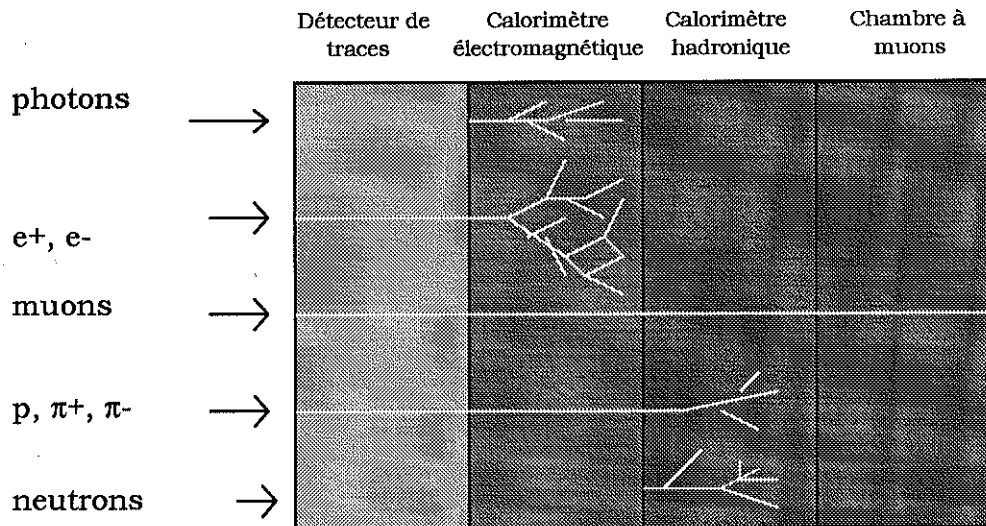 Détecteur de traces
Calorimètre électromagnétique
Calorimètre hadronique
Chambre à muons
photons
e+, e-
muons
p, π+, π-
neutrons